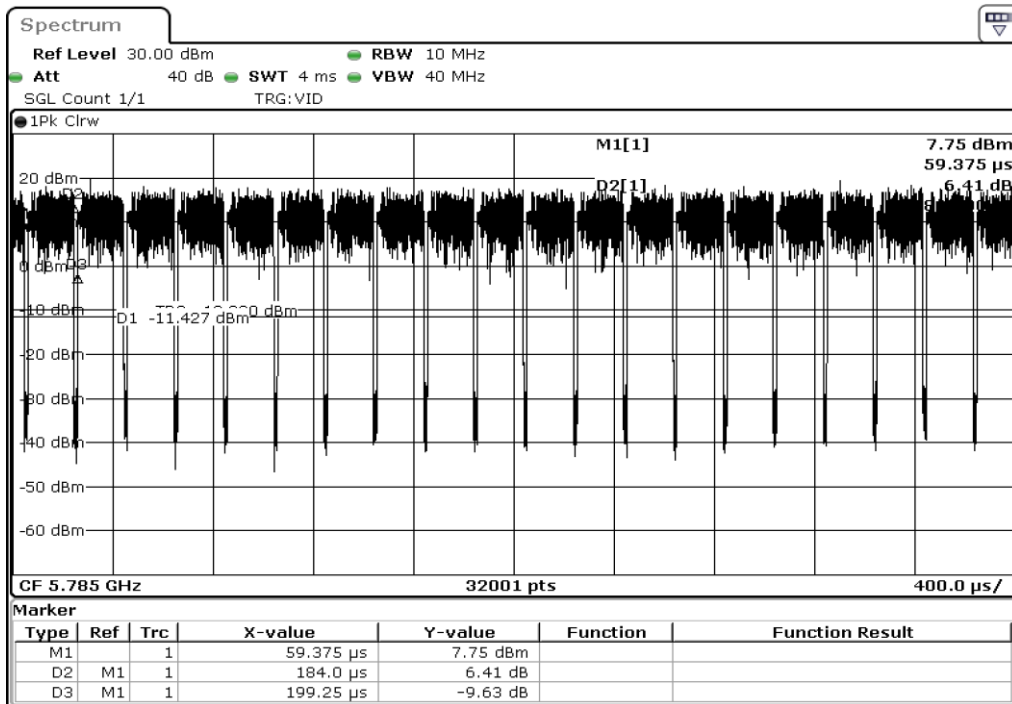 Spectrum
Ref Level 30.00 dBm RBW 10 MHz
Att 40 dB SWT 4 ms VBW 40 MHz
SGL Count 1/1 TRG:VID
1Pk Clrw
M1[1] 7.75 dBm
59.375 µs
20 dBm
D2[1] 6.41 dB
D2
0 dBm
D3
-10 dBm
D1 -11.427 dBm
-20 dBm
-30 dBm
-40 dBm
-50 dBm
-60 dBm
CF 5.785 GHz 32001 pts 400.0 µs/
Marker
Type Ref Trc X-value Y-value Function Function Result
M1 1 59.375 µs 7.75 dBm
D2 M1 1 184.0 µs 6.41 dB
D3 M1 1 199.25 µs -9.63 dB